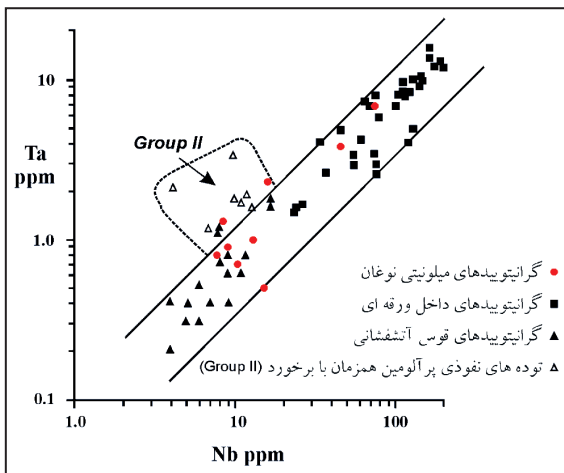 10
Ta
ppm
1.0
0.1
Group II
گرانیتوییدهای میلونیتی نوغان
گرانیتوییدهای داخل ورقه ای
گرانیتوییدهای قوس آتشفشانی
توده های نفوذی پرآلومین همزمان با برخورد (Group II)
1.0 10 100
Nb ppm